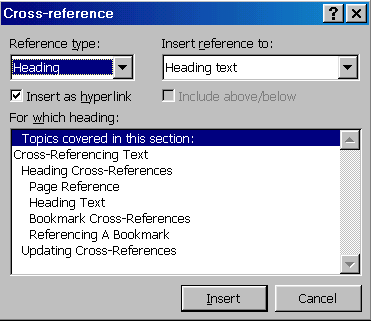 Cross-reference
Reference type: Insert reference to:
Heading Heading text
Insert as hyperlink Include above/below
For which heading:
Topics covered in this section:
Cross-Referencing Text
Heading Cross-References
Page Reference
Heading Text
Bookmark Cross-References
Referencing A Bookmark
Updating Cross-References
Insert Cancel